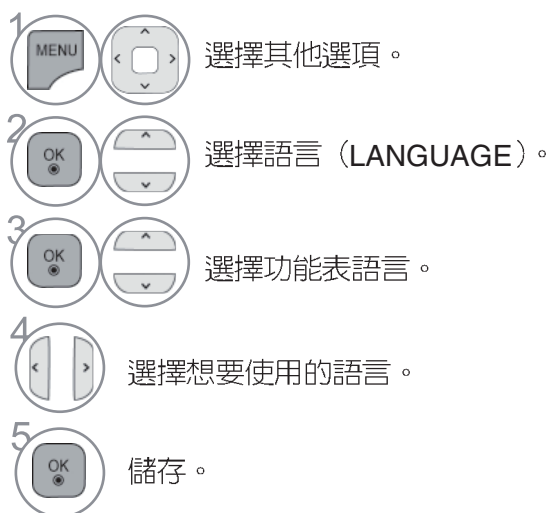 1 MENU 選擇其他選項。
2 OK 選擇語言（LANGUAGE）。
3 OK 選擇功能表語言。
4 選擇想要使用的語言。
5 OK 儲存。